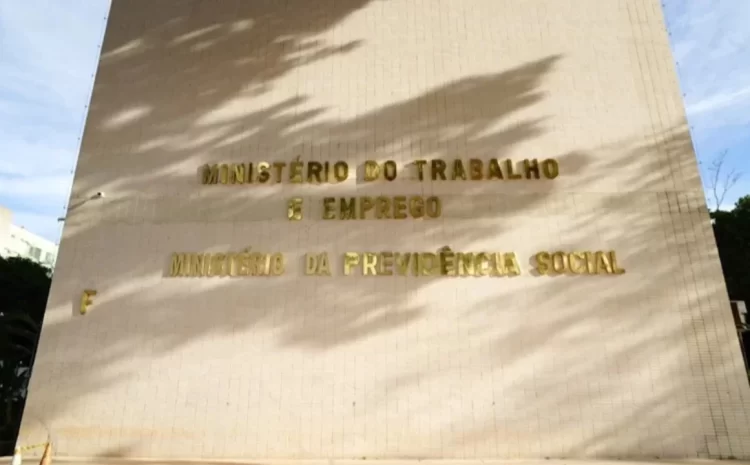 MINISTÉRIO DO TRABALHO
E EMPREGO
MINISTÉRIO DA PREVIDÊNCIA SOCIAL
F